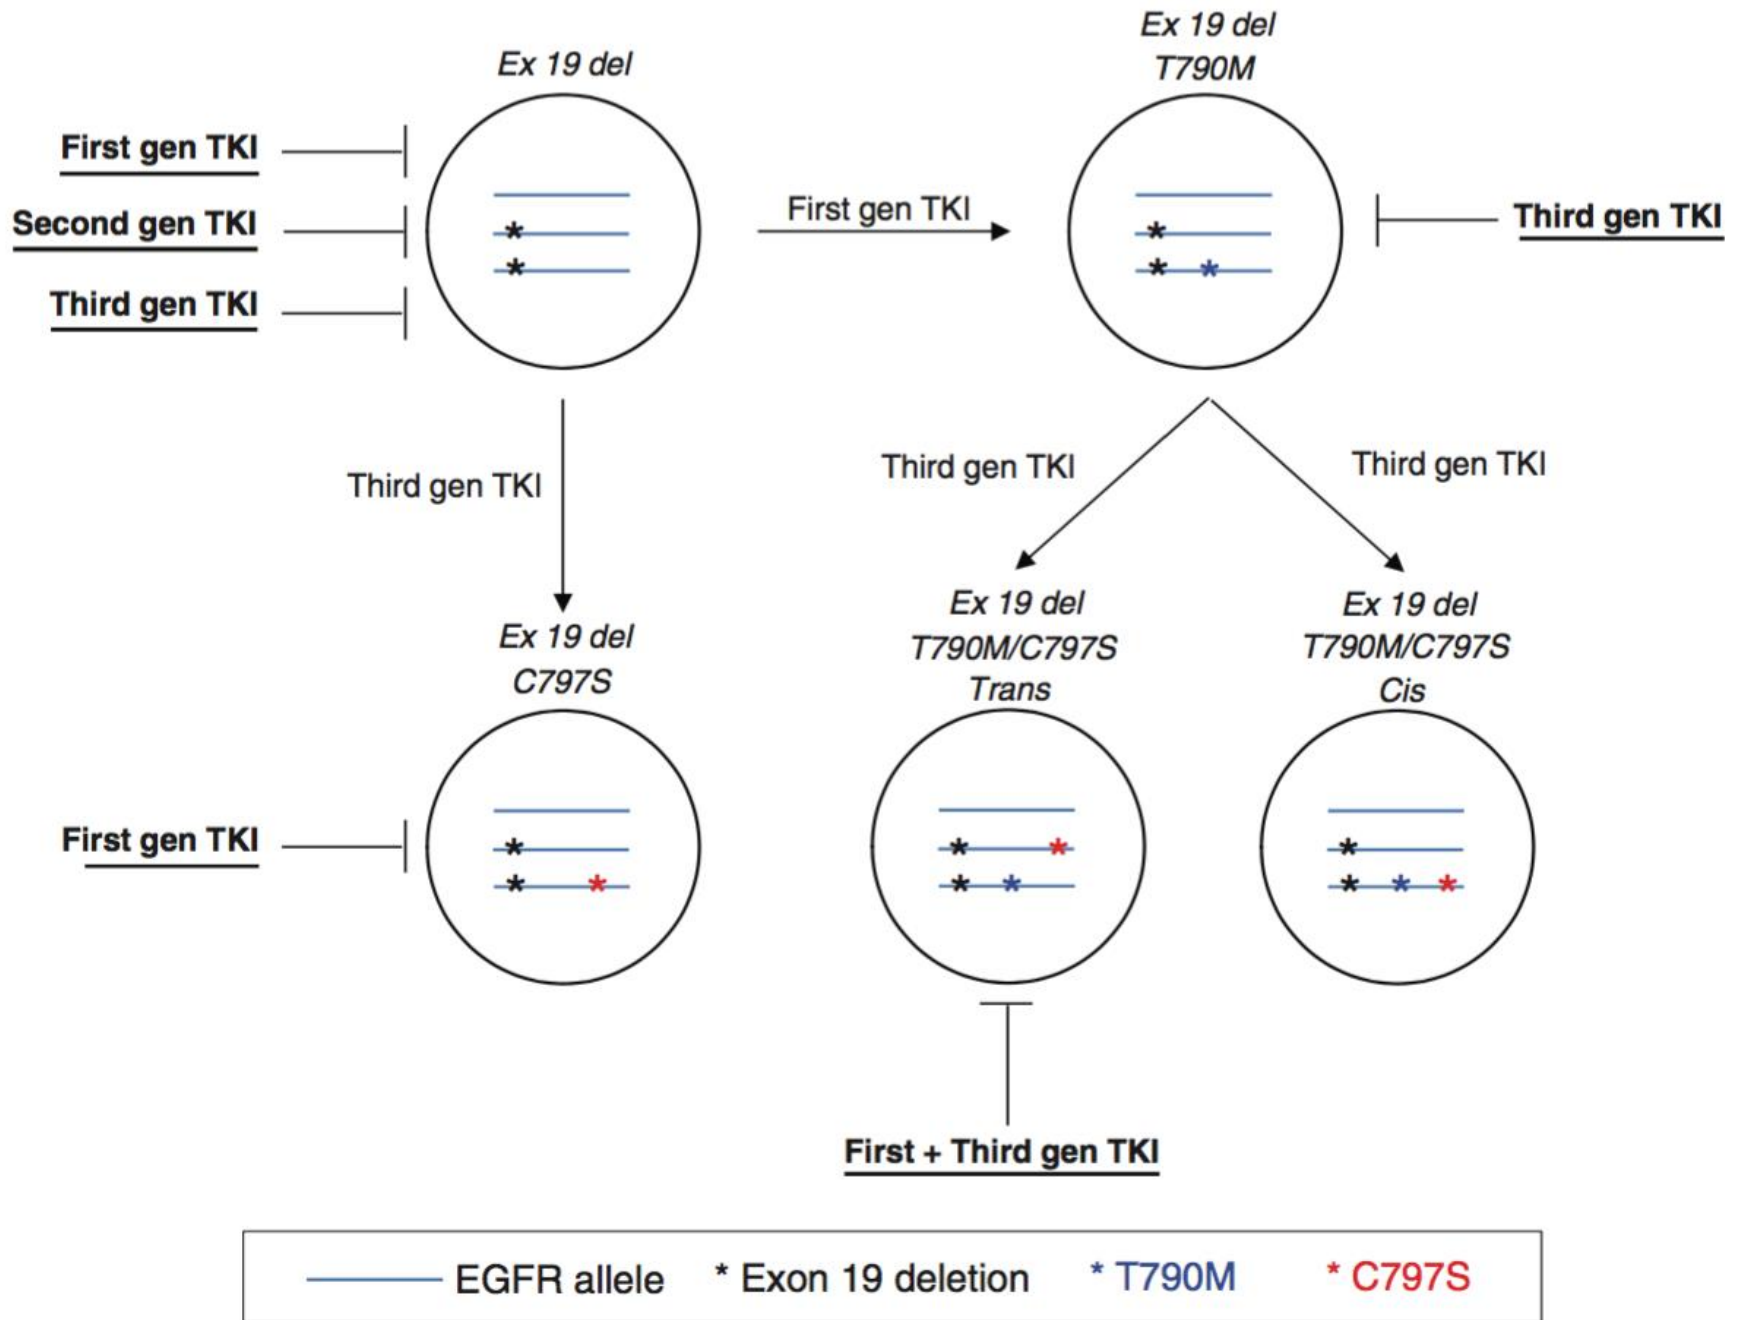 Ex 19 del
Ex 19 del
T790M
First gen TKI
Second gen TKI
Third gen TKI
First gen TKI
Third gen TKI
Third gen TKI
Third gen TKI
Third gen TKI
Ex 19 del
C797S
Ex 19 del
T790M/C797S
Trans
Ex 19 del
T790M/C797S
Cis
First gen TKI
First + Third gen TKI
EGFR allele * Exon 19 deletion * T790M * C797S